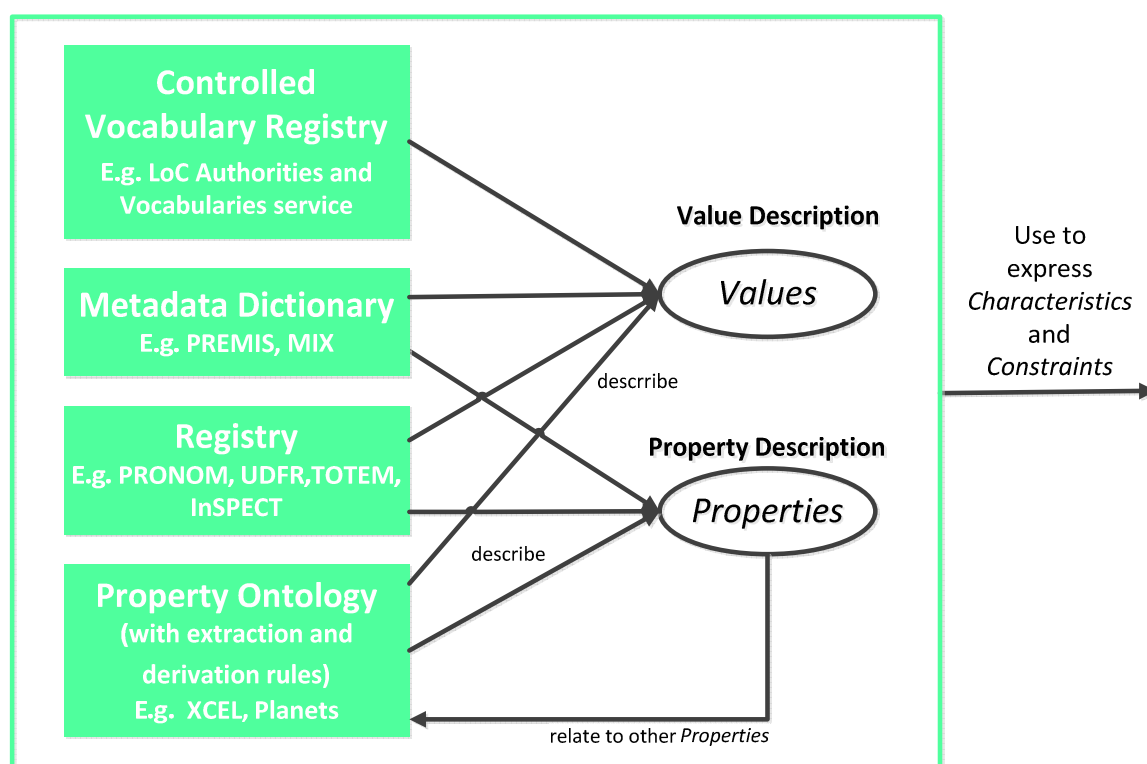 Controlled
Vocabulary Registry
E.g. LoC Authorities and
Vocabularies service
Metadata Dictionary
E.g. PREMIS, MIX
Registry
E.g. PRONOM, UDFR,TOTEM,
InSPECT
Property Ontology
(with extraction and
derivation rules)
E.g. XCEL, Planets
Value Description
Values
descrribe
Property Description
Properties
describe
relate to other Properties
Use to
express
Characteristics
and
Constraints